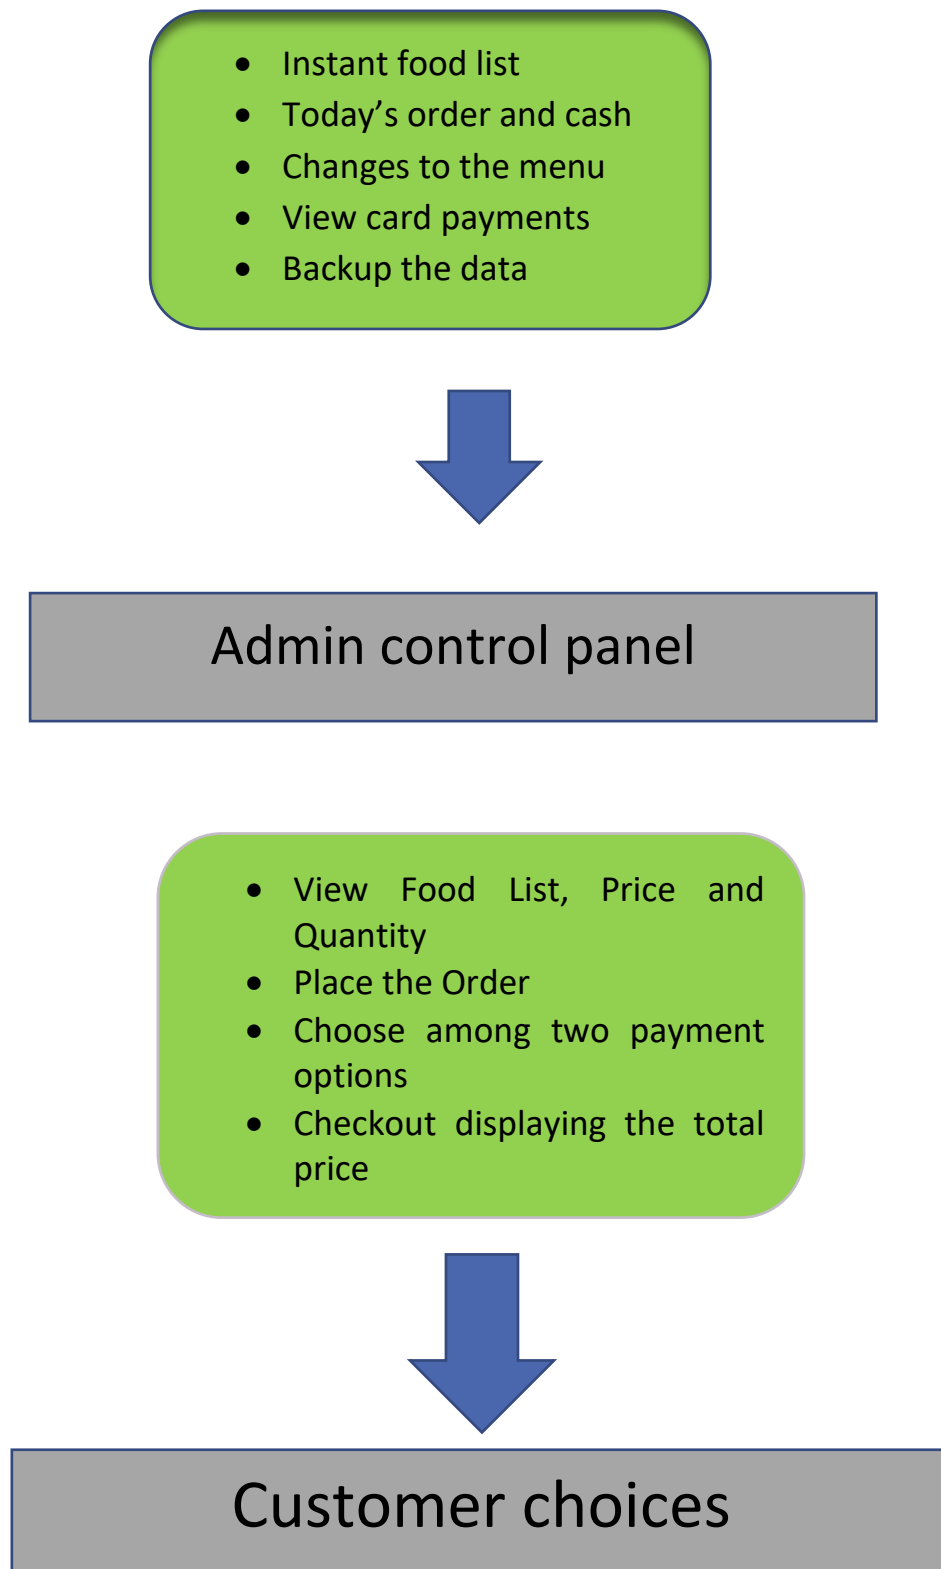 • Instant food list
• Today’s order and cash
• Changes to the menu
• View card payments
• Backup the data
Admin control panel
• View Food List, Price and
Quantity
• Place the Order
• Choose among two payment
options
• Checkout displaying the total
price
Customer choices